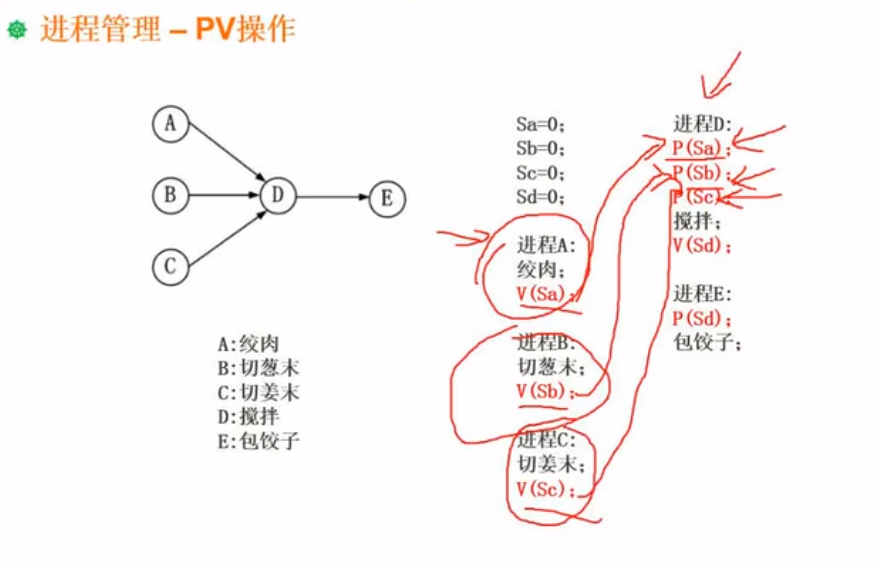 进程管理 – PV操作
A
B
C
D
E
A:绞肉
B:切葱末
C:切姜末
D:搅拌
E:包饺子
Sa=0;
Sb=0;
Sc=0;
Sd=0;
进程A:
绞肉;
V(Sa);
进程B:
切葱末;
V(Sb);
进程C:
切姜末;
V(Sc);
进程D:
P(Sa);
P(Sb);
P(Sc);
搅拌;
V(Sd);
进程E:
P(Sd);
包饺子;